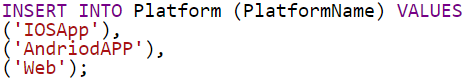 INSERT INTO Platform (PlatformName) VALUES
('IOSApp'),
('AndriodAPP'),
('Web');